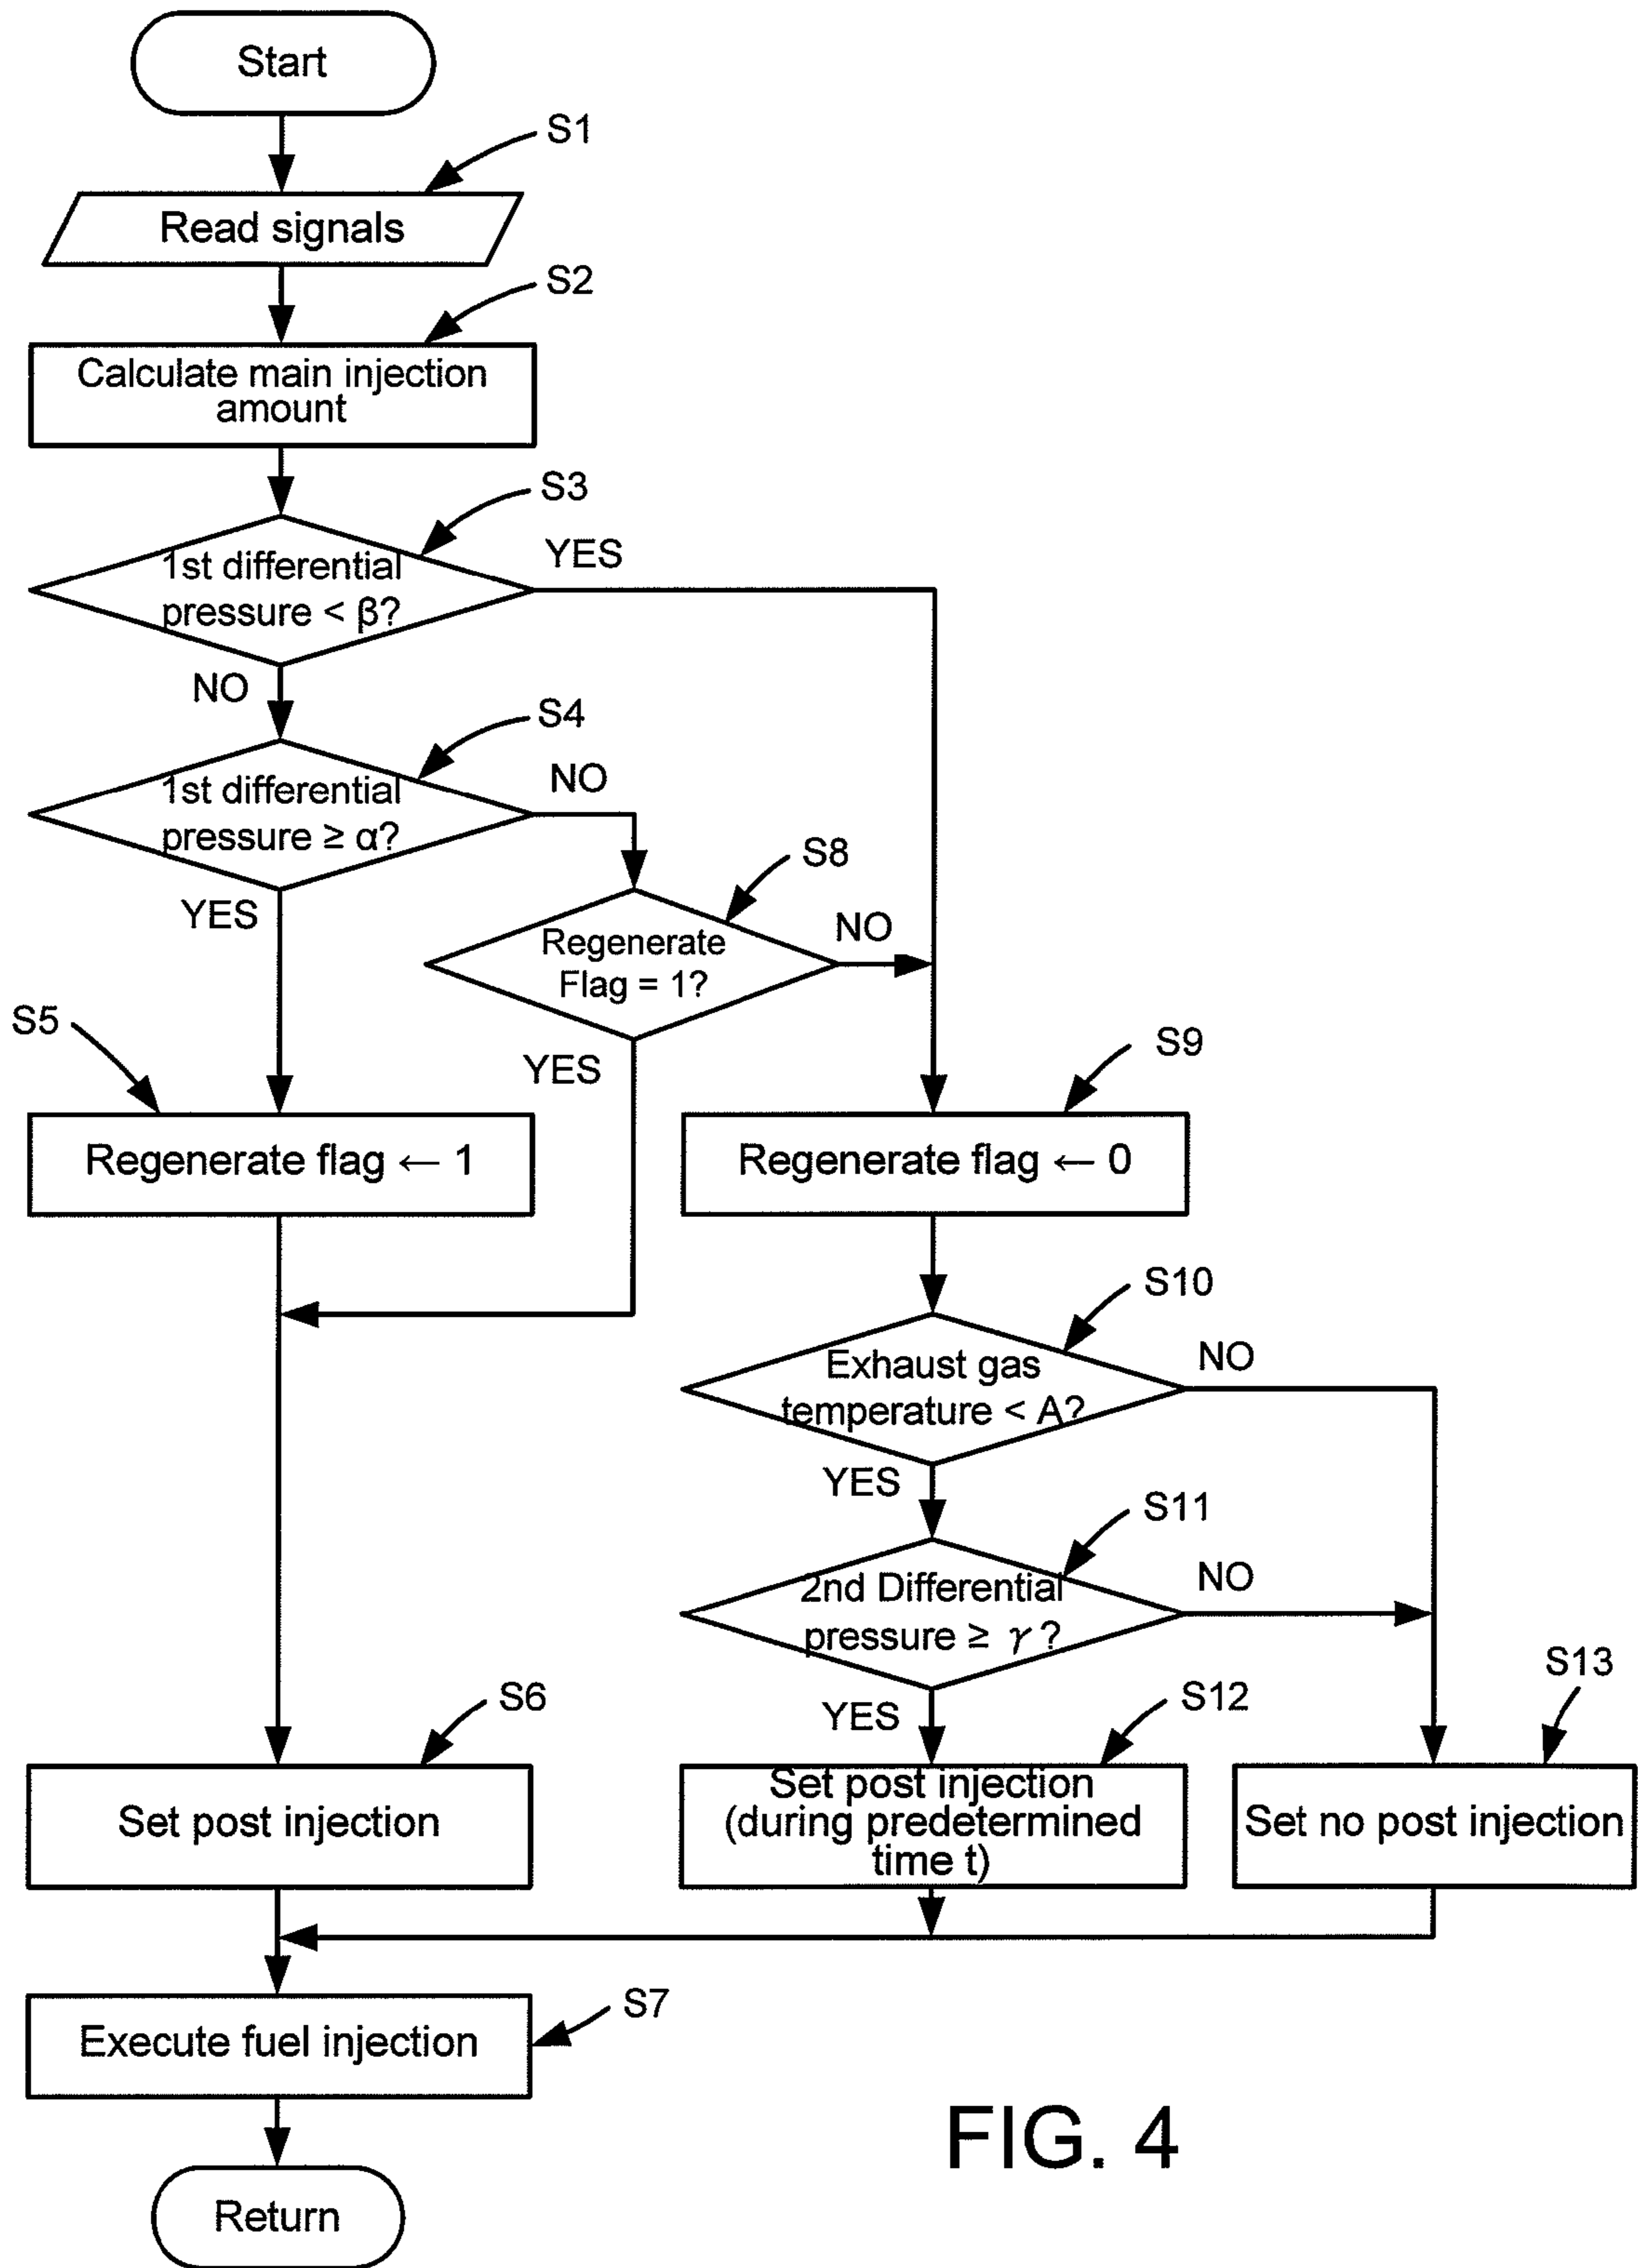 Start
S1
Read signals
S2
Calculate main injection
amount
S3
1st differential
pressure < β?
YES
NO
S4
1st differential
pressure ≥ α?
NO
YES
S8
Regenerate
Flag = 1?
NO
YES
S5
Regenerate flag ← 1
S9
Regenerate flag ← 0
S10
Exhaust gas
temperature < A?
NO
YES
S11
2nd Differential
pressure ≥ γ ?
NO
YES
S6
Set post injection
S12
Set post injection
(during predetermined
time t)
S13
Set no post injection
S7
Execute fuel injection
Return
FIG. 4